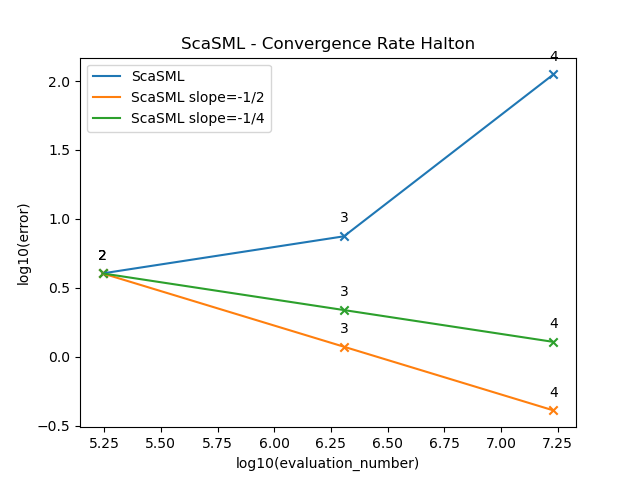 ScaSML - Convergence Rate Halton
ScaSML
ScaSML slope=-1/2
ScaSML slope=-1/4
4
3
2
3
3
4
4
2.0
1.5
1.0
0.5
0.0
−0.5
log10(error)
5.25 5.50 5.75 6.00 6.25 6.50 6.75 7.00 7.25
log10(evaluation_number)